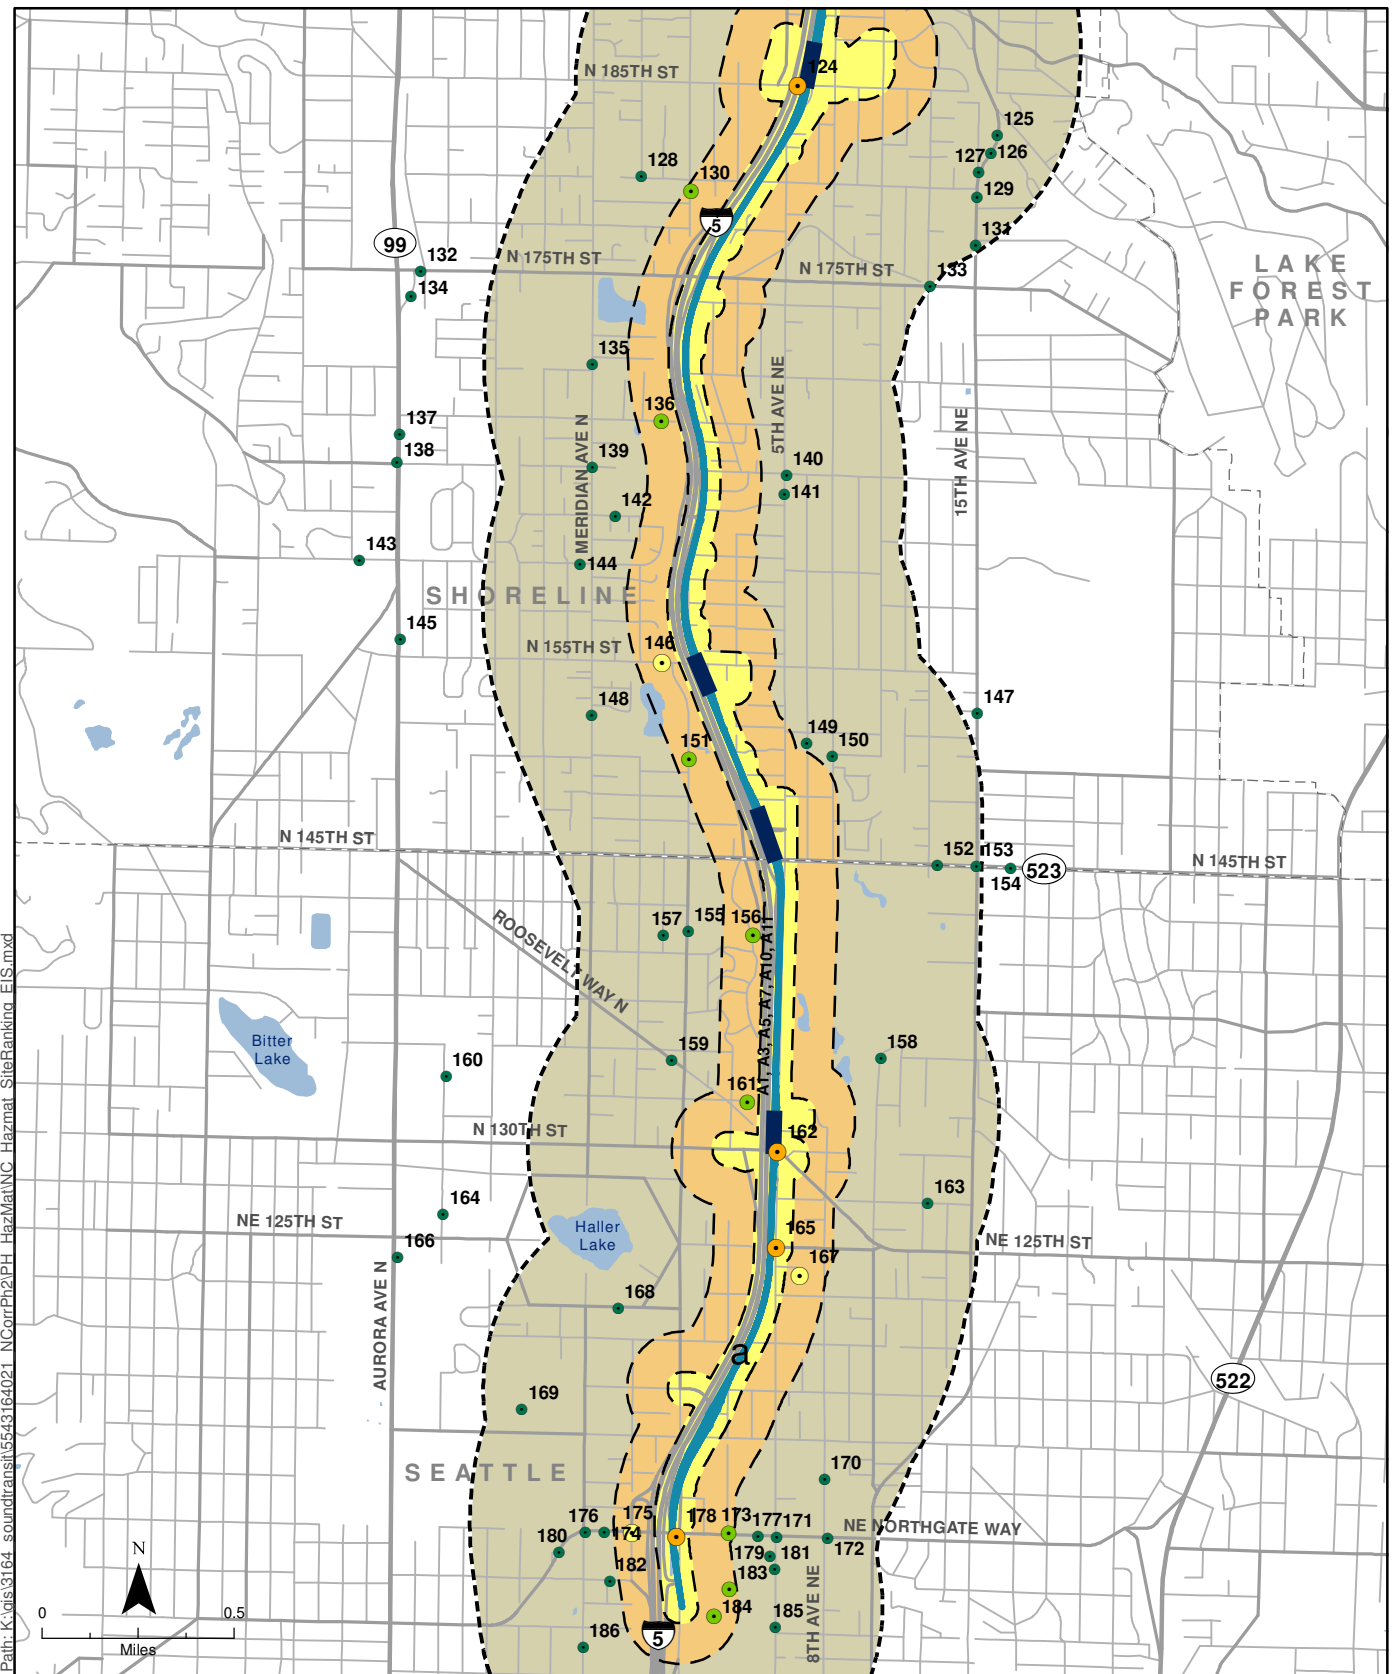 124
N 185TH ST
125
127
126
128
130
129
5
131
99
132
N 175TH ST
N 175TH ST
133
134
LAKE
FOREST
PARK
135
5TH AVE NE
136
137
15TH AVE NE
138
MERIDIAN AVE N
139
140
141
142
143
144
SHORELINE
145
146
N 155TH ST
147
148
149
150
151
N 145TH ST
152
153
154
523
N 145TH ST
157
155
156
ROOSEVELT WAY N
A1, A3, A5, A7, A10, A11
Bitter
Lake
158
159
160
161
N 130TH ST
162
163
164
NE 125TH ST
Haller
Lake
165
NE 125TH ST
166
167
AURORA AVE N
168
a
522
169
170
SEATTLE
176
175
178
173
177
171
NE NORTHGATE WAY
180
174
172
179
181
182
183
8TH AVE NE
184
185
186
5
N
0
0.5
Miles
Path: K:\gis\3164_soundtransit\5543164021_NCorrPh2\PH_HazMat\NC_Hazmat_SiteRanking_EIS.mxd